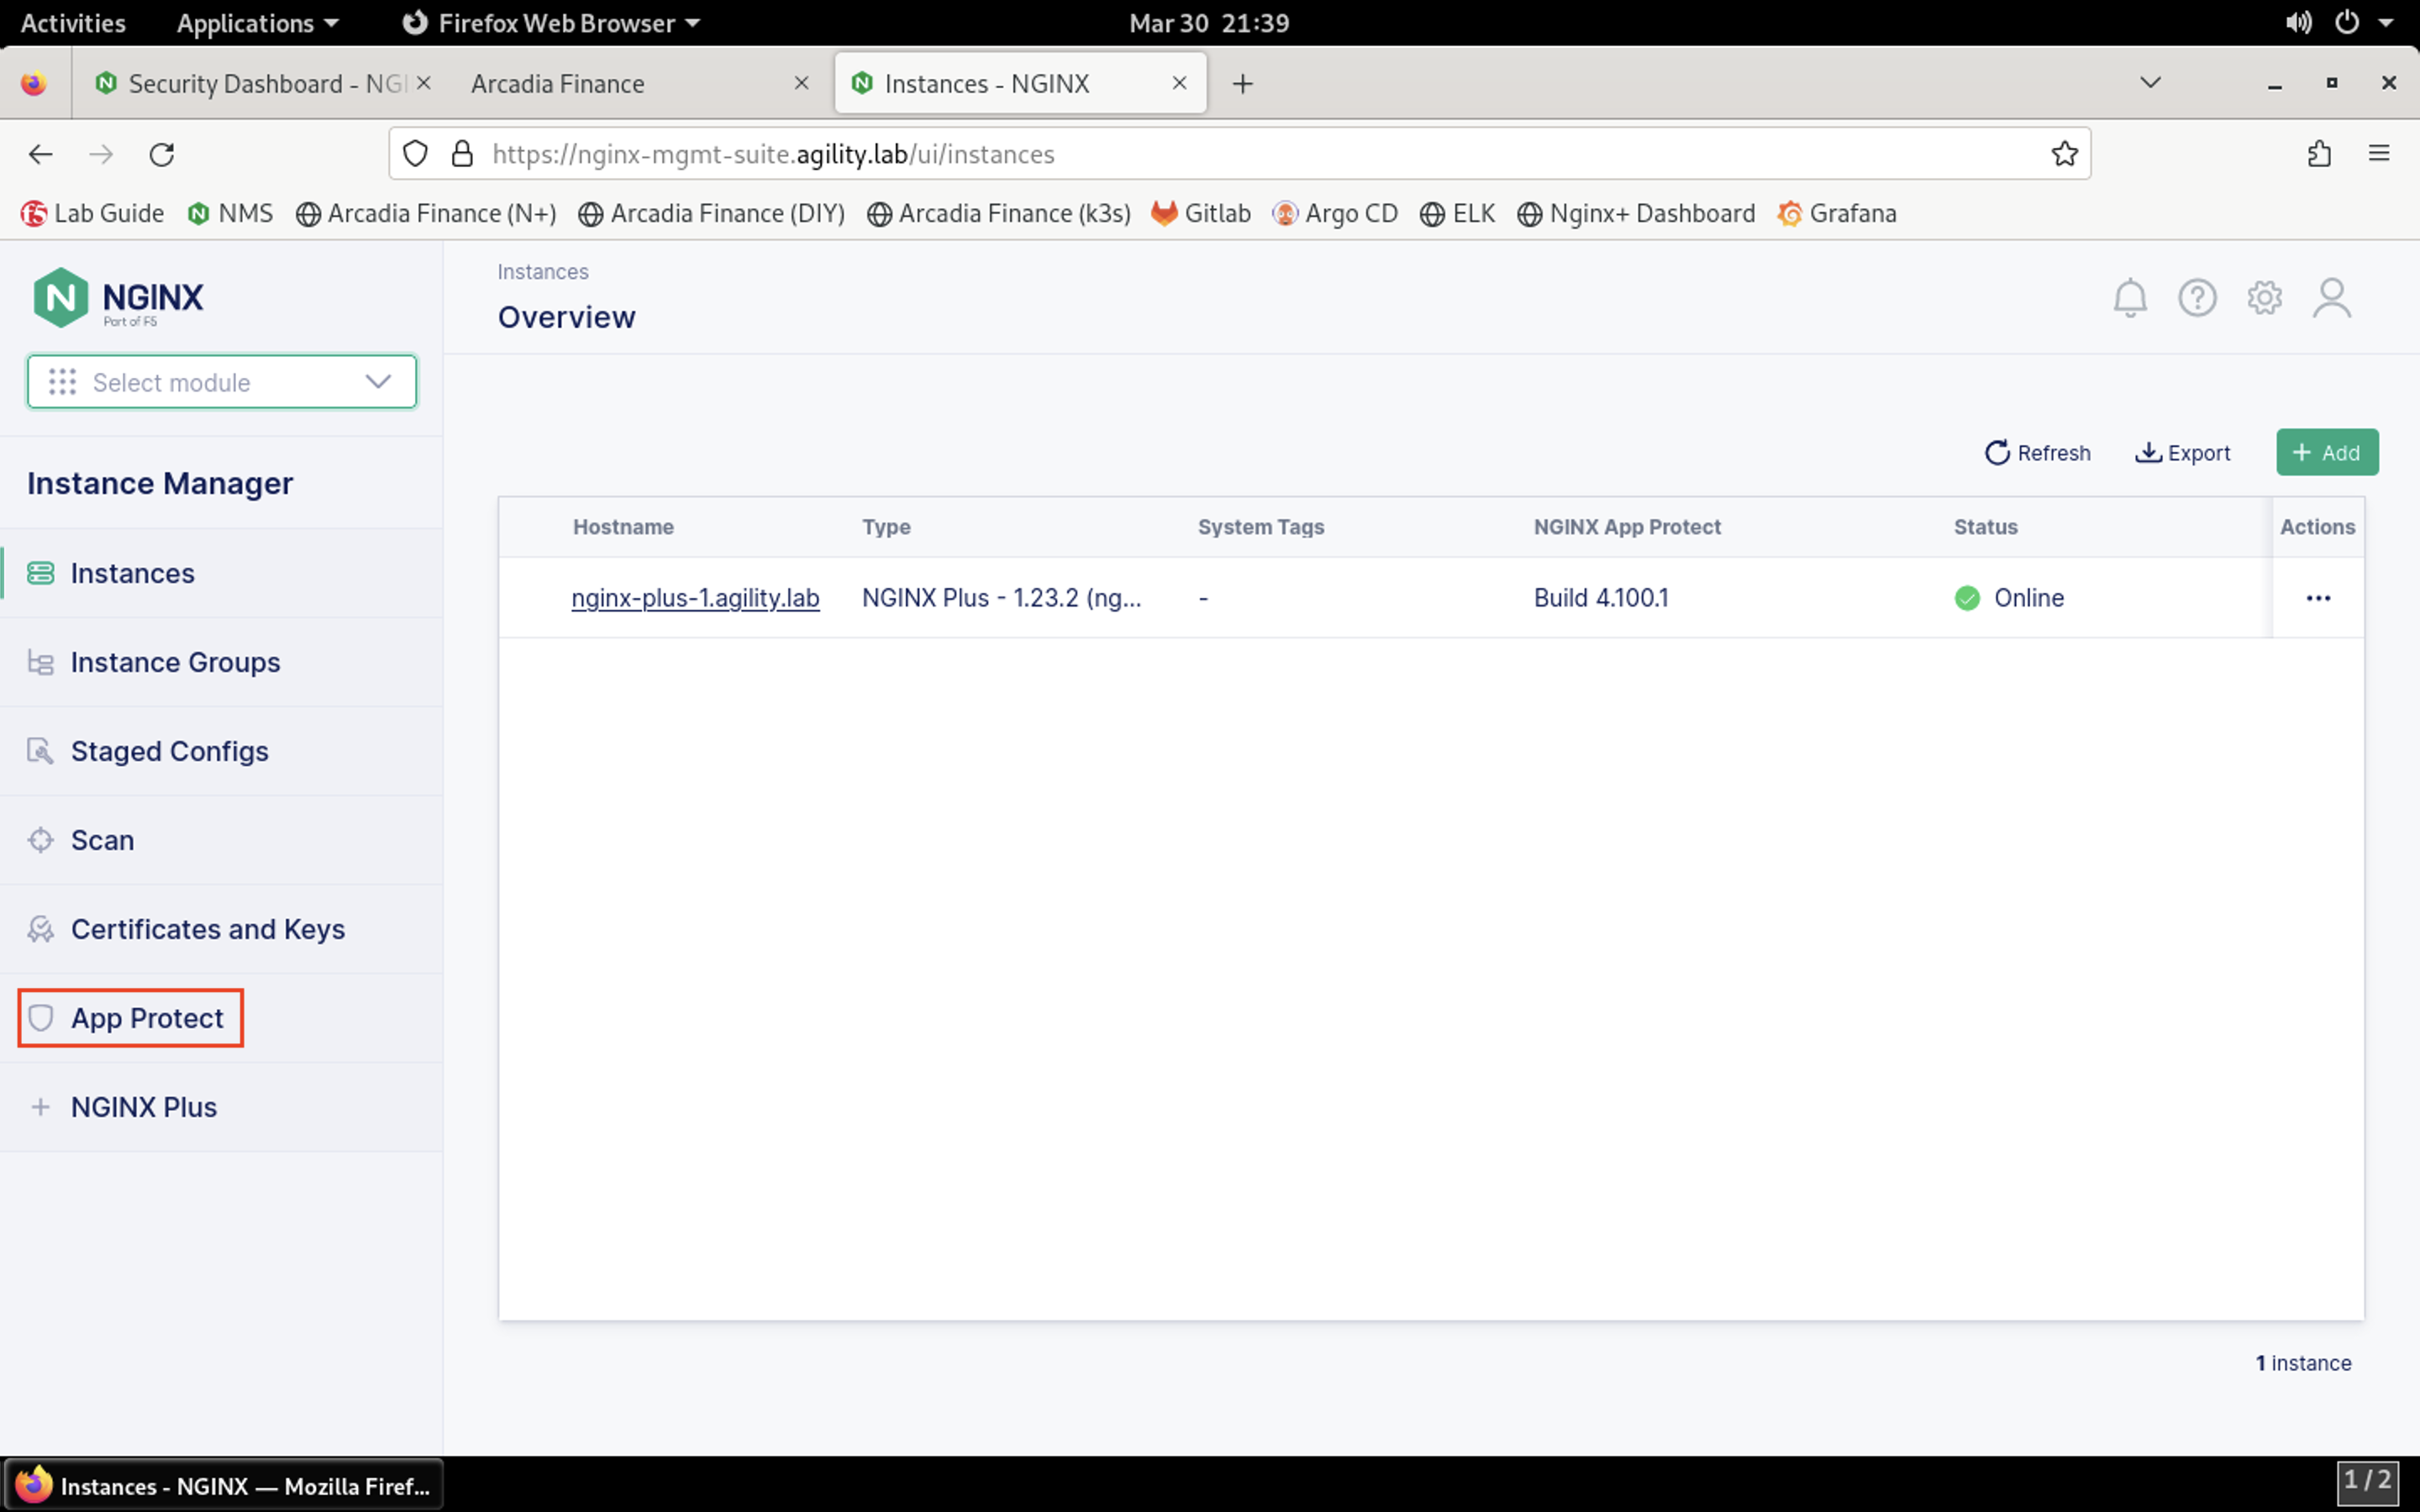 Activities Applications Firefox Web Browser Mar 30 21:39
Security Dashboard - NGI Arcadia Finance Instances - NGINX
https://nginx-mgmt-suite.agility.lab/ui/instances
Lab Guide NMS Arcadia Finance (N+) Arcadia Finance (DIY) Arcadia Finance (k3s) Gitlab Argo CD ELK Nginx+ Dashboard Grafana
N NGINX
Part of F5
Instances
Overview
Select module
Refresh Export + Add
Instance Manager
Hostname Type System Tags NGINX App Protect Status Actions
nginx-plus-1.agility.lab NGINX Plus - 1.23.2 (ng... - Build 4.100.1 Online ...
Instances
Instance Groups
Staged Configs
Scan
Certificates and Keys
App Protect
NGINX Plus
1 instance
Instances - NGINX — Mozilla Firef... 1 / 2